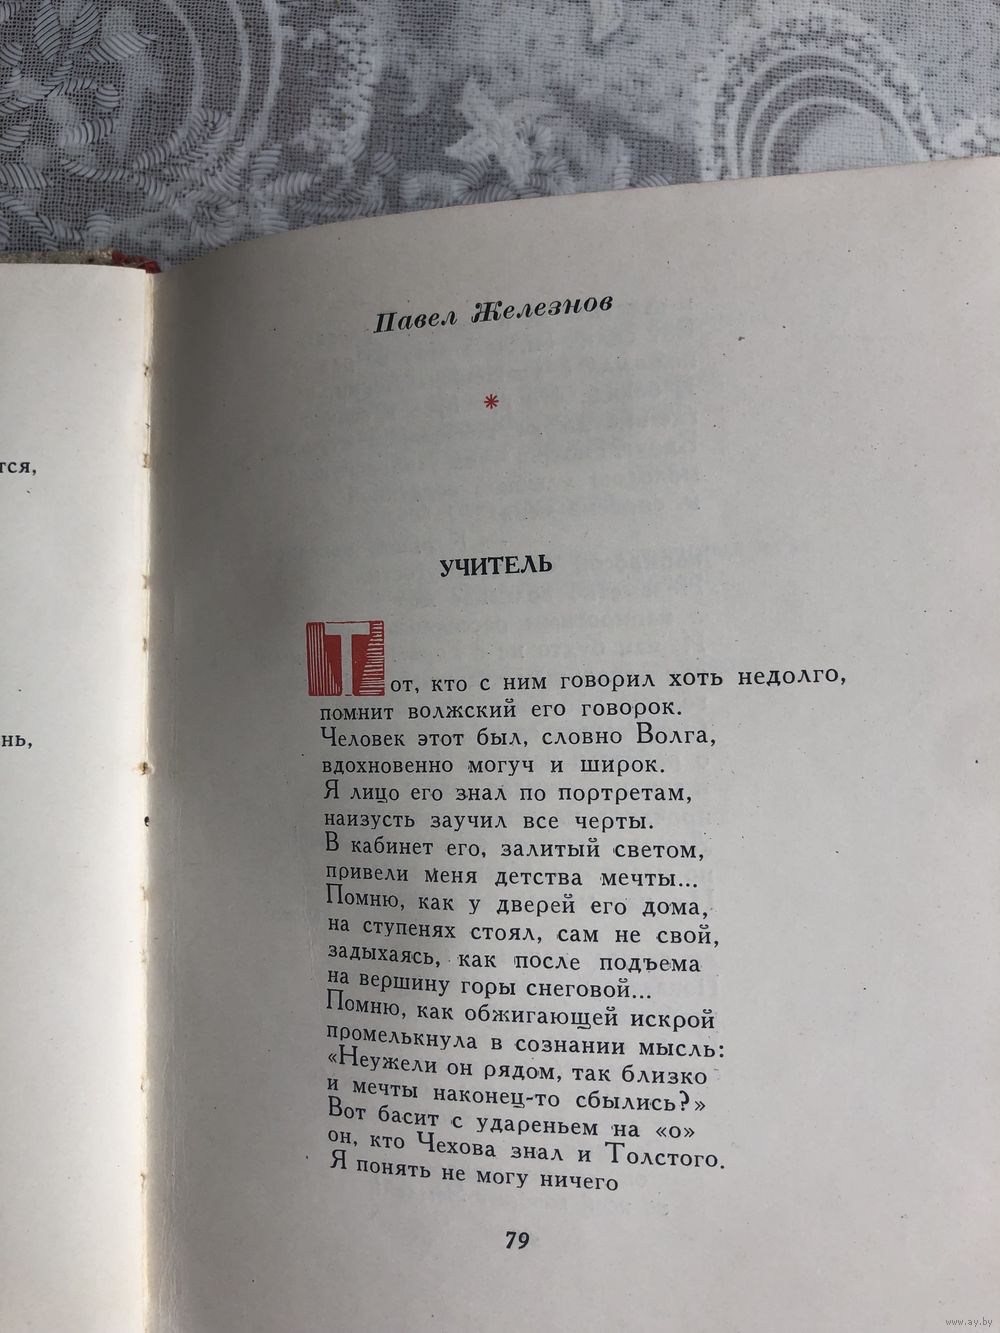 Павел Железнов
*
УЧИТЕЛЬ
Тот, кто с ним говорил хоть недолго,
помнит волжский его говорок.
Человек этот был, словно Волга,
вдохновенно могуч и широк.
Я лицо его знал по портретам,
наизусть заучил все черты.
В кабинет его, залитый светом,
привели меня детства мечты...
Помню, как у дверей его дома,
на ступенях стоял, сам не свой,
задыхаясь, как после подъема
на вершину горы снеговой...
Помню, как обжигающей искрой
промелькнула в сознании мысль:
«Неужели он рядом, так близко
и мечты наконец-то сбылись?»
Вот басит с удареньем на «о»
он, кто Чехова знал и Толстого.
Я понять не могу ничего
79
тся,
нь,
www.ay.by